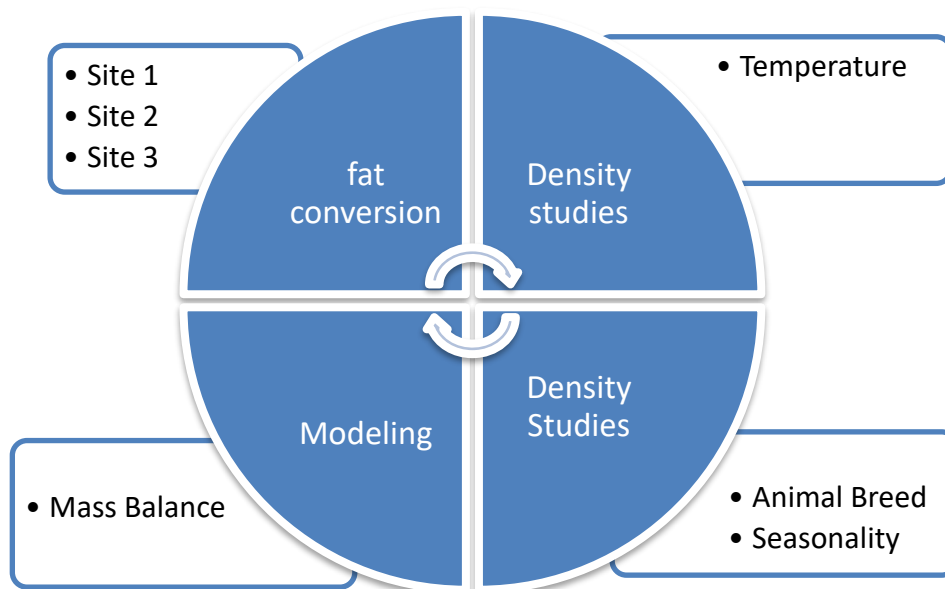 • Site 1
• Site 2
• Site 3
• Temperature
fat
conversion
Density
studies
Modeling
Density
Studies
• Mass Balance
• Animal Breed
• Seasonality